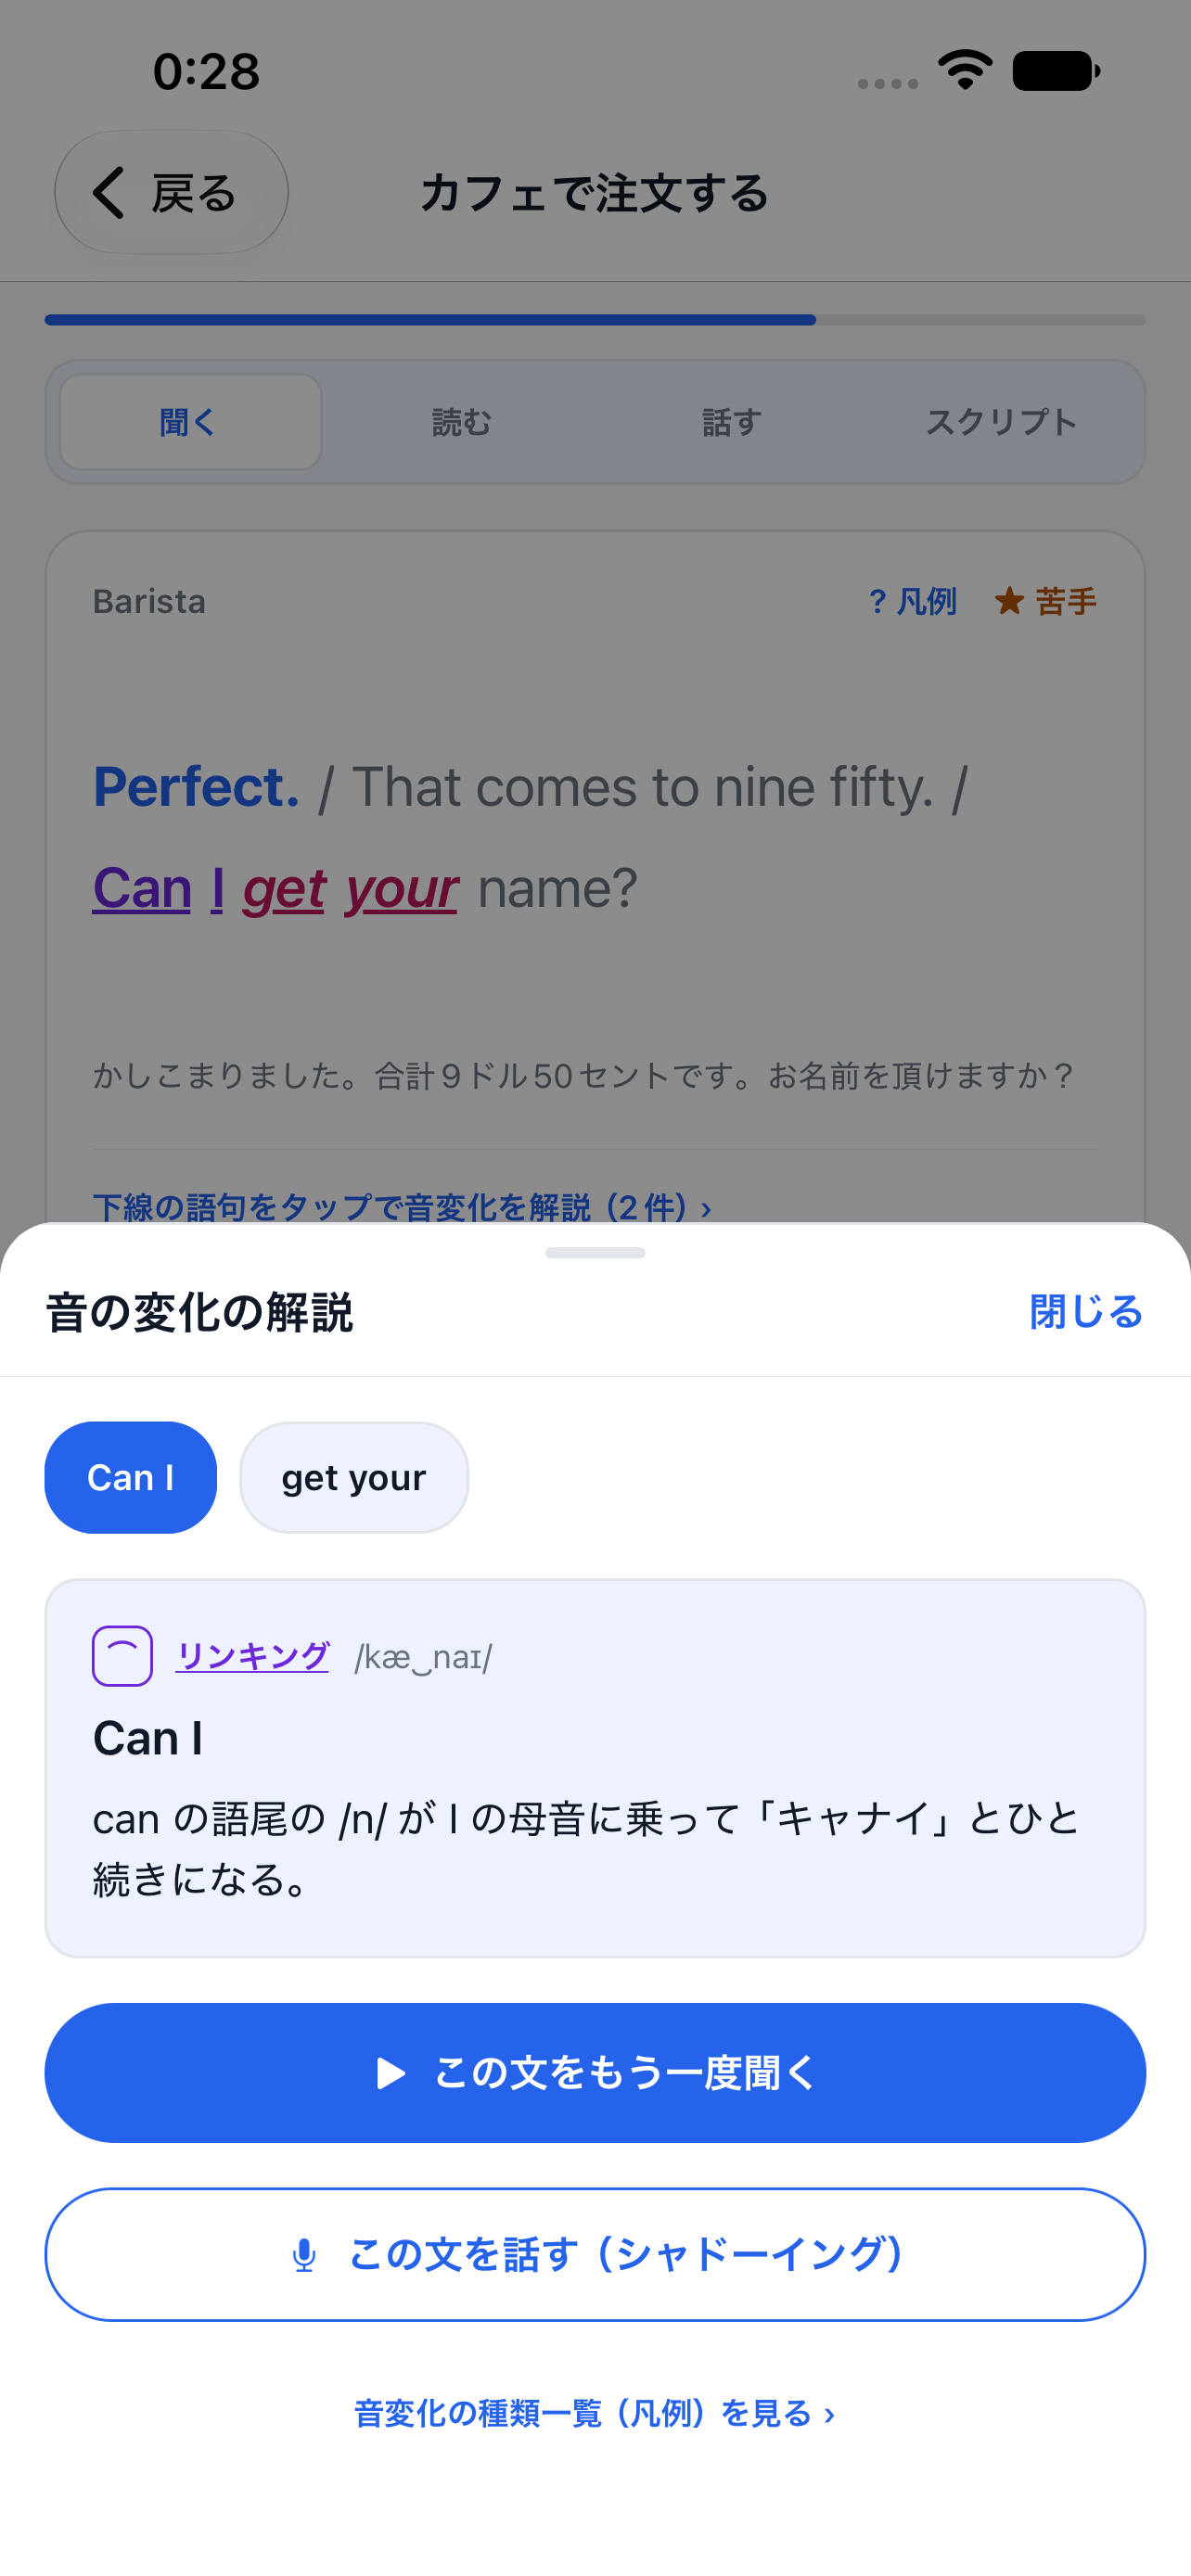 0:28
戻る
カフェで注文する
聞く 読む 話す スクリプト
Barista ? 凡例 ★ 苦手
Perfect. / That comes to nine fifty. /
Can I get your name?
かしこまりました。合計9ドル50セントです。お名前を頂けますか？
下線の語句をタップで音変化を解説（2件）›
音の変化の解説 閉じる
Can I get your
リンキング /kæ‿naɪ/
Can I
can の語尾の /n/ が I の母音に乗って「キャナイ」とひと
続きになる。
この文をもう一度聞く
この文を話す（シャドーイング）
音変化の種類一覧（凡例）を見る ›